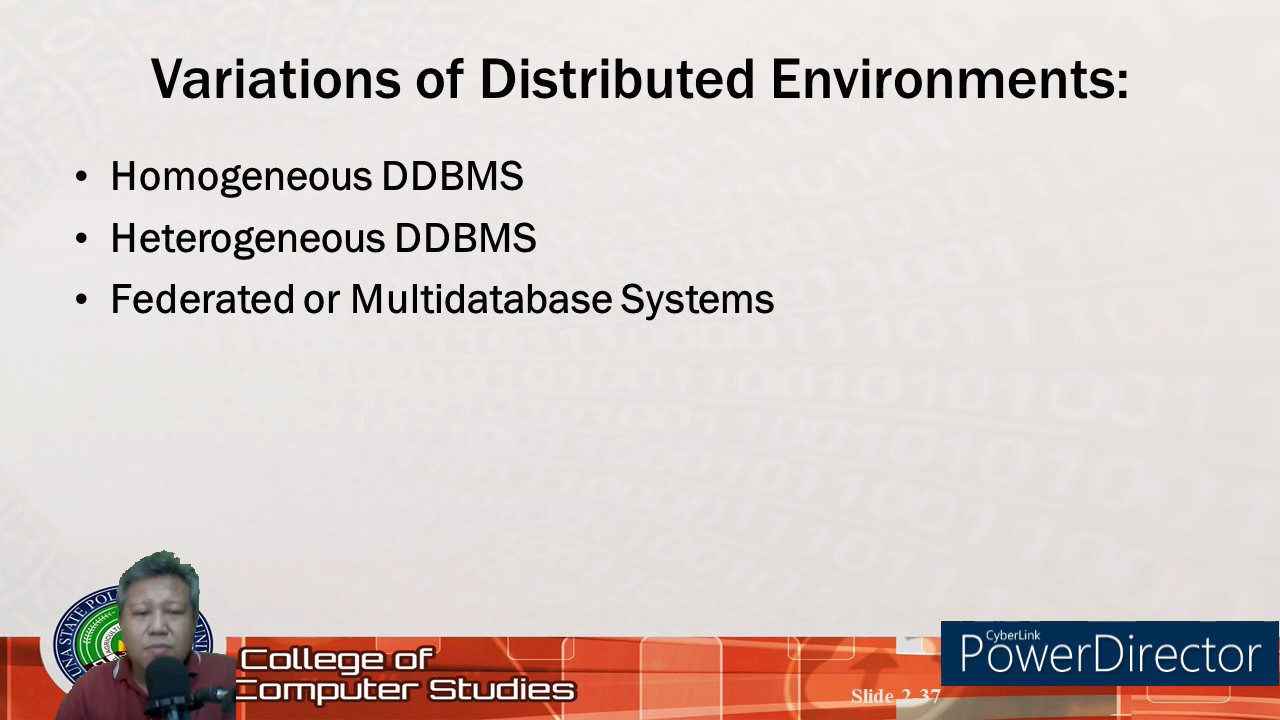 Variations of Distributed Environments:
• Homogeneous DDBMS
• Heterogeneous DDBMS
• Federated or Multidatabase Systems
College of
Computer Studies
Slide 2-37
CyberLink
PowerDirector